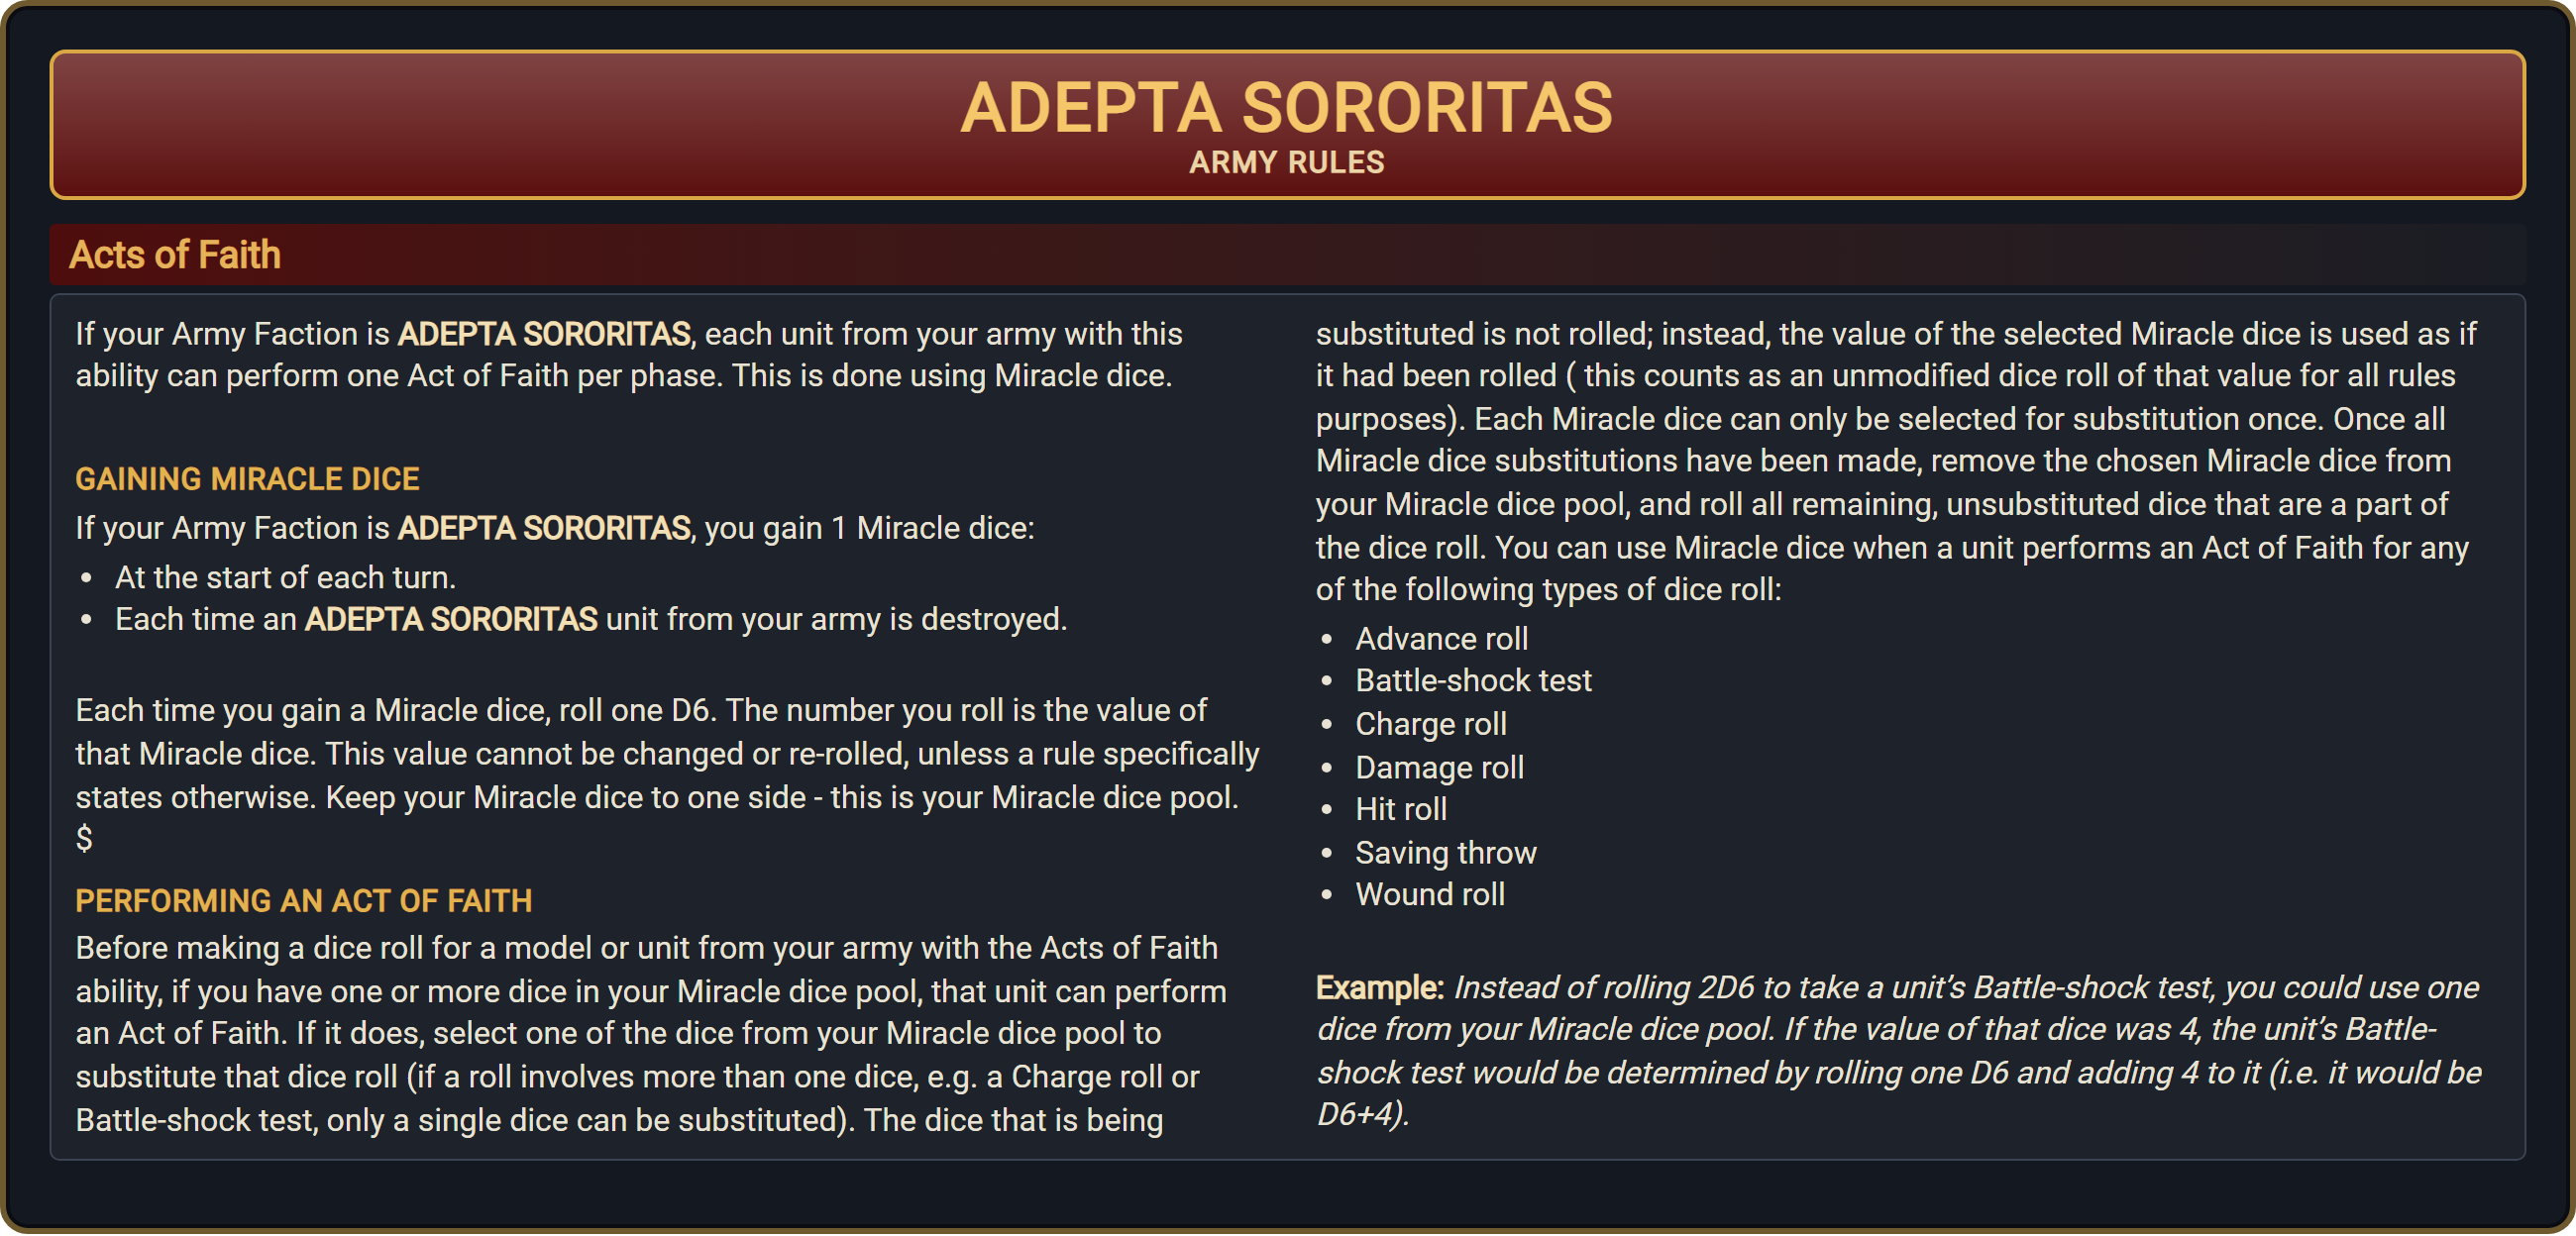 ADEPTA SORORITAS
ARMY RULES
Acts of Faith
If your Army Faction is ADEPTA SORORITAS, each unit from your army with this
ability can perform one Act of Faith per phase. This is done using Miracle dice.
GAINING MIRACLE DICE
If your Army Faction is ADEPTA SORORITAS, you gain 1 Miracle dice:
• At the start of each turn.
• Each time an ADEPTA SORORITAS unit from your army is destroyed.
Each time you gain a Miracle dice, roll one D6. The number you roll is the value of
that Miracle dice. This value cannot be changed or re-rolled, unless a rule specifically
states otherwise. Keep your Miracle dice to one side - this is your Miracle dice pool.
$
PERFORMING AN ACT OF FAITH
Before making a dice roll for a model or unit from your army with the Acts of Faith
ability, if you have one or more dice in your Miracle dice pool, that unit can perform
an Act of Faith. If it does, select one of the dice from your Miracle dice pool to
substitute that dice roll (if a roll involves more than one dice, e.g. a Charge roll or
Battle-shock test, only a single dice can be substituted). The dice that is being
substituted is not rolled; instead, the value of the selected Miracle dice is used as if
it had been rolled ( this counts as an unmodified dice roll of that value for all rules
purposes). Each Miracle dice can only be selected for substitution once. Once all
Miracle dice substitutions have been made, remove the chosen Miracle dice from
your Miracle dice pool, and roll all remaining, unsubstituted dice that are a part of
the dice roll. You can use Miracle dice when a unit performs an Act of Faith for any
of the following types of dice roll:
• Advance roll
• Battle-shock test
• Charge roll
• Damage roll
• Hit roll
• Saving throw
• Wound roll
Example: Instead of rolling 2D6 to take a unit’s Battle-shock test, you could use one
dice from your Miracle dice pool. If the value of that dice was 4, the unit’s Battle-
shock test would be determined by rolling one D6 and adding 4 to it (i.e. it would be
D6+4).